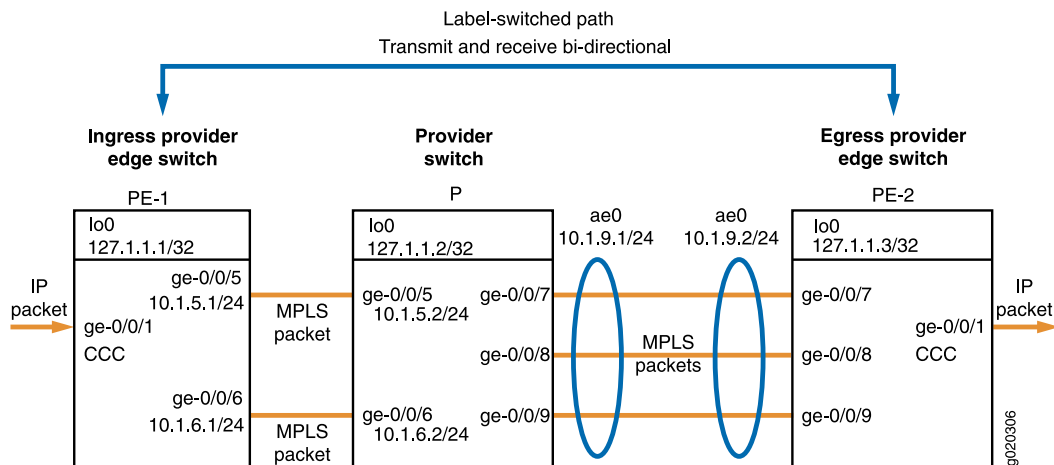 Label-switched path
Transmit and receive bi-directional
Ingress provider
edge switch
Provider
switch
Egress provider
edge switch
PE-1
P
PE-2
lo0
127.1.1.1/32
lo0
127.1.1.2/32
ae0
10.1.9.1/24
ae0
10.1.9.2/24
lo0
127.1.1.3/32
IP
packet
ge-0/0/1
CCC
ge-0/0/5
10.1.5.1/24
MPLS
packet
ge-0/0/5
10.1.5.2/24
ge-0/0/7
ge-0/0/7
ge-0/0/8
MPLS
packets
ge-0/0/8
ge-0/0/1
CCC
IP
packet
ge-0/0/6
10.1.6.1/24
MPLS
packet
ge-0/0/6
10.1.6.2/24
ge-0/0/9
ge-0/0/9
g020306